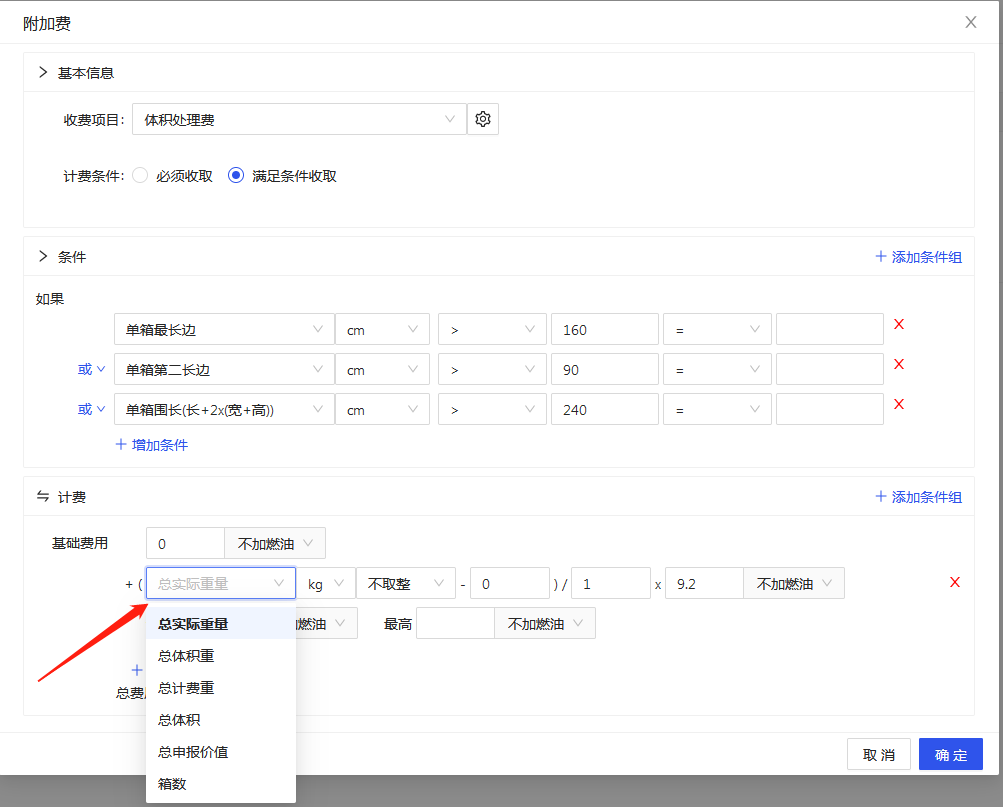 附加费
基本信息
收费项目: 体积处理费
计费条件: 必须收取 满足条件收取
条件 添加条件组
如果
单箱最长边 cm > 160 =
或 单箱第二长边 cm > 90 =
或 单箱围长(长+2x(宽+高)) cm > 240 =
+ 增加条件
计费 + 添加条件组
基础费用 0 不加燃油
+ ( 总实际重量 kg 不取整 - 0 ) / 1 x 9.2 不加燃油
总实际重量 燃油 最高 不加燃油
总体积重
+
总计费重
总费
总体积
总申报价值
箱数
取 消 确 定